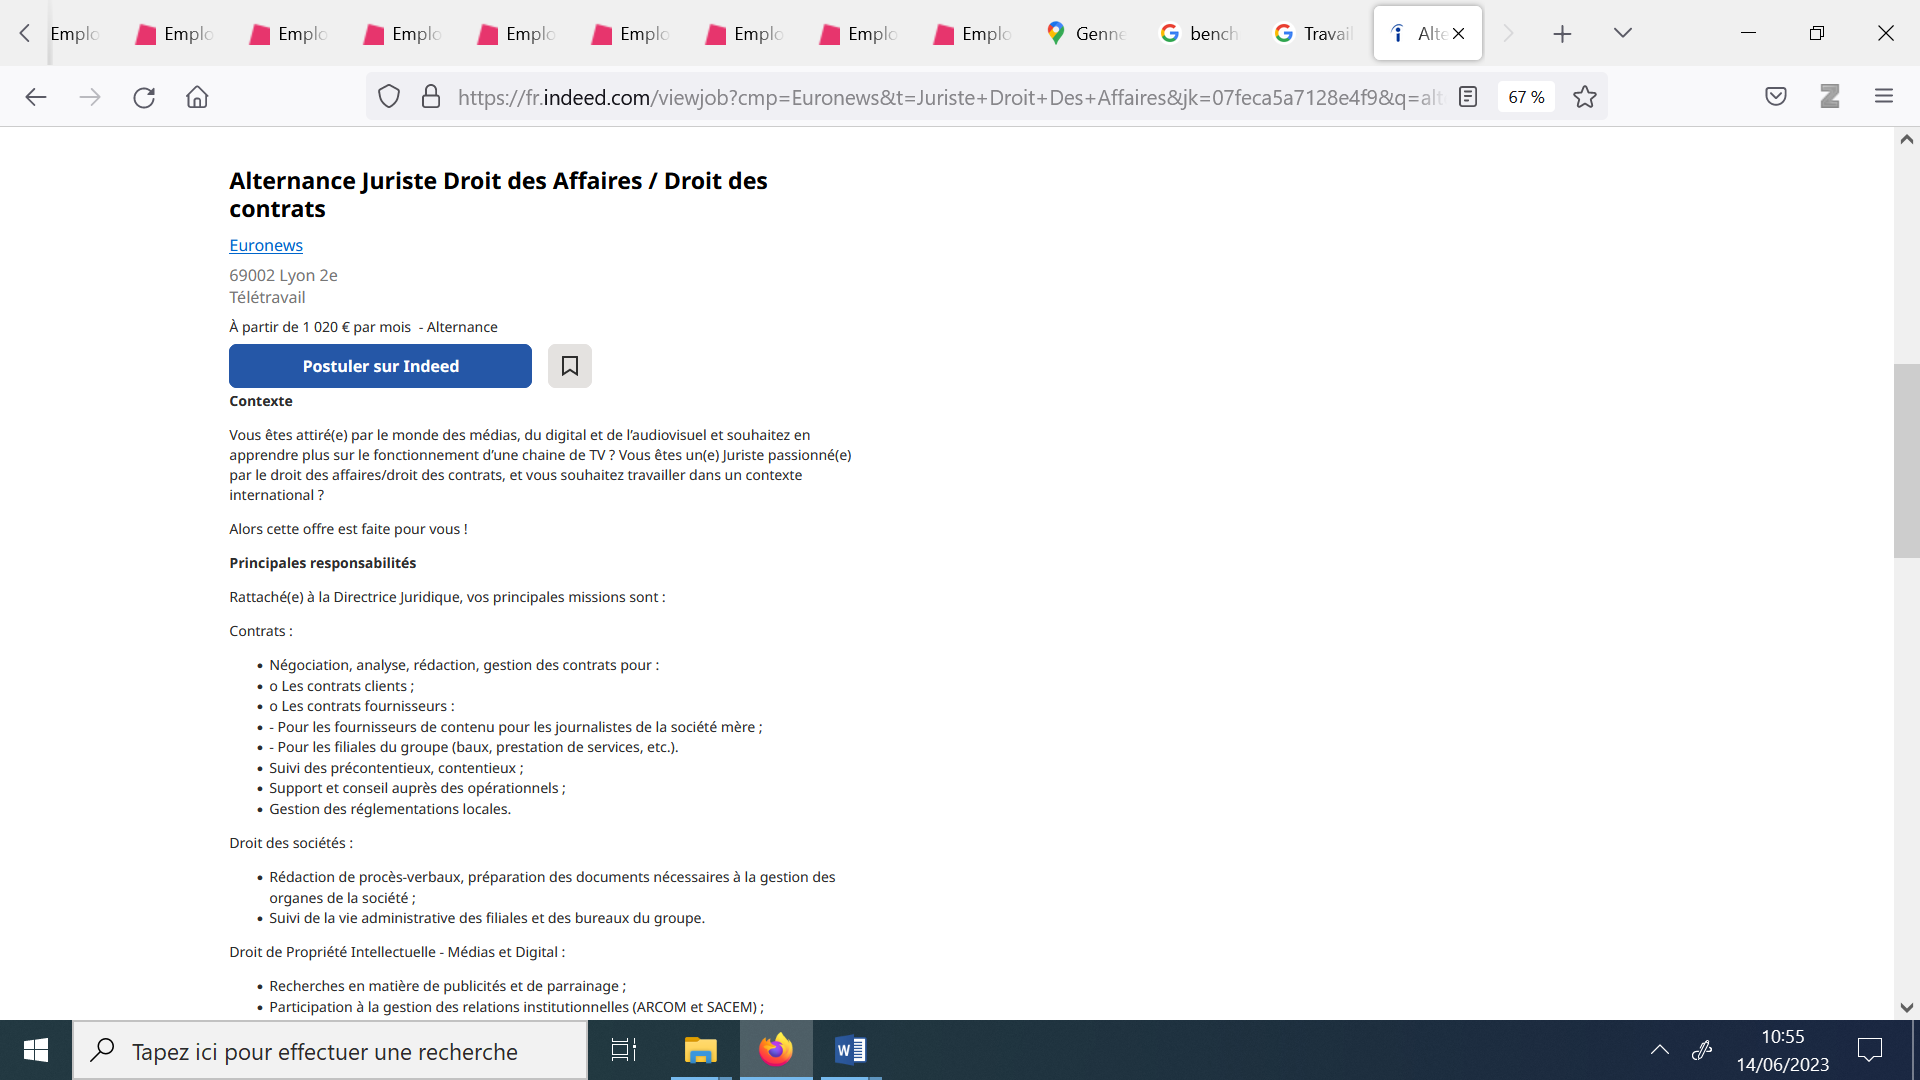 Emplo Emplo Emplo Emplo Emplo Emplo Emplo Emplo Emplo Genne bench Travail Alte
https://fr.indeed.com/viewjob?cmp=Euronews&t=Juriste+Droit+Des+Affaires&jk=07feca5a7128e4f9&q=alt 67 %
Alternance Juriste Droit des Affaires / Droit des
contrats
Euronews
69002 Lyon 2e
Télétravail
À partir de 1 020 € par mois - Alternance
Postuler sur Indeed
Contexte
Vous êtes attiré(e) par le monde des médias, du digital et de l’audiovisuel et souhaitez en
apprendre plus sur le fonctionnement d’une chaine de TV ? Vous êtes un(e) Juriste passionné(e)
par le droit des affaires/droit des contrats, et vous souhaitez travailler dans un contexte
international ?
Alors cette offre est faite pour vous !
Principales responsabilités
Rattaché(e) à la Directrice Juridique, vos principales missions sont :
Contrats :
• Négociation, analyse, rédaction, gestion des contrats pour :
• o Les contrats clients ;
• o Les contrats fournisseurs :
• - Pour les fournisseurs de contenu pour les journalistes de la société mère ;
• - Pour les filiales du groupe (baux, prestation de services, etc.).
• Suivi des précontentieux, contentieux ;
• Support et conseil auprès des opérationnels ;
• Gestion des réglementations locales.
Droit des sociétés :
• Rédaction de procès-verbaux, préparation des documents nécessaires à la gestion des
organes de la société ;
• Suivi de la vie administrative des filiales et des bureaux du groupe.
Droit de Propriété Intellectuelle - Médias et Digital :
• Recherches en matière de publicités et de parrainage ;
• Participation à la gestion des relations institutionnelles (ARCOM et SACEM) ;
Tapez ici pour effectuer une recherche
10:55
14/06/2023